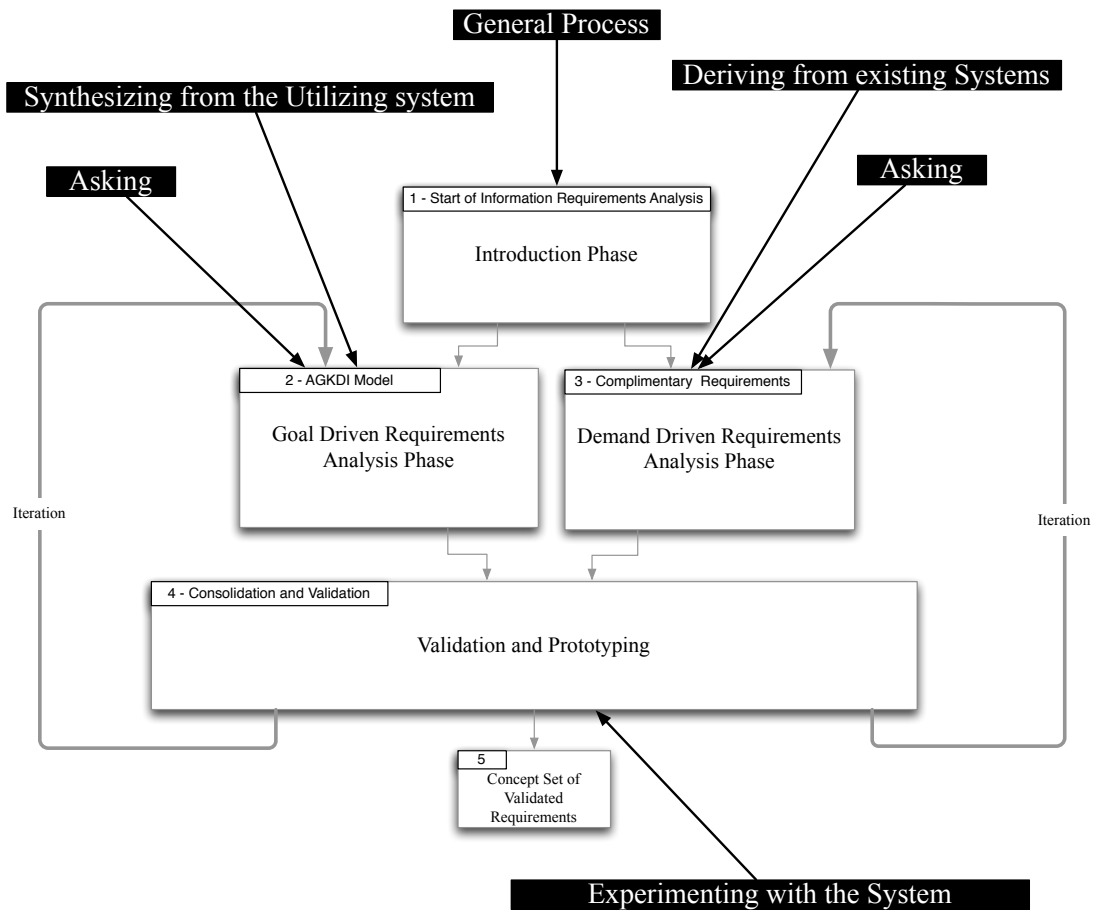 General Process
Deriving from existing Systems
Synthesizing from the Utilizing system
Asking
Asking
1 - Start of Information Requirements Analysis
Introduction Phase
2 - AGKDI Model
Goal Driven Requirements
Analysis Phase
3 - Complimentary Requirements
Demand Driven Requirements
Analysis Phase
Iteration
Iteration
4 - Consolidation and Validation
Validation and Prototyping
5
Concept Set of
Validated
Requirements
Experimenting with the System